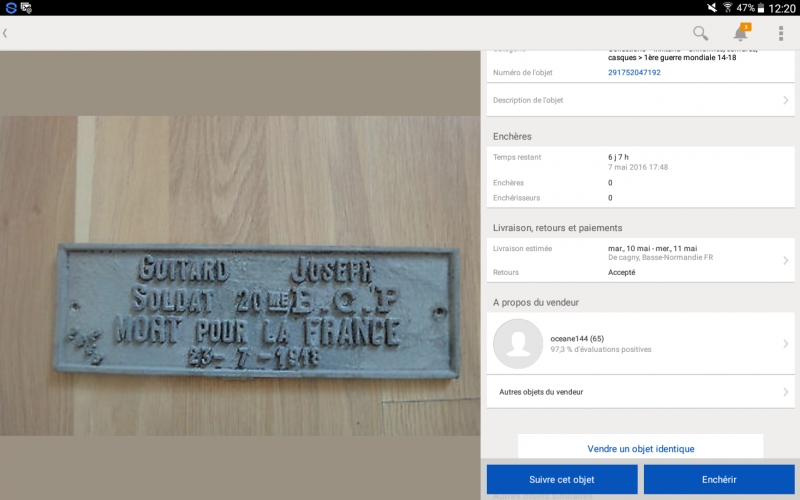 47% 12:20
3
casques > 1ère guerre mondiale 14-18
Numéro de l'objet 291752047192
Description de l'objet
Enchères
Temps restant 6 j 7 h
7 mai 2016 17:48
Enchères 0
Enchérisseurs 0
Livraison, retours et paiements
Livraison estimée mar., 10 mai - mer., 11 mai
De cagny, Basse-Normandie FR
Retours Accepté
A propos du vendeur
oceane144 (65)
97,3 % d'évaluations positives
Autres objets du vendeur
Vendre un objet identique
Suivre cet objet
Enchérir
GUITARD JOSEPH
SOLDAT 20ME E.C.P
MORT POUR LA FRANCE
23-7-1918